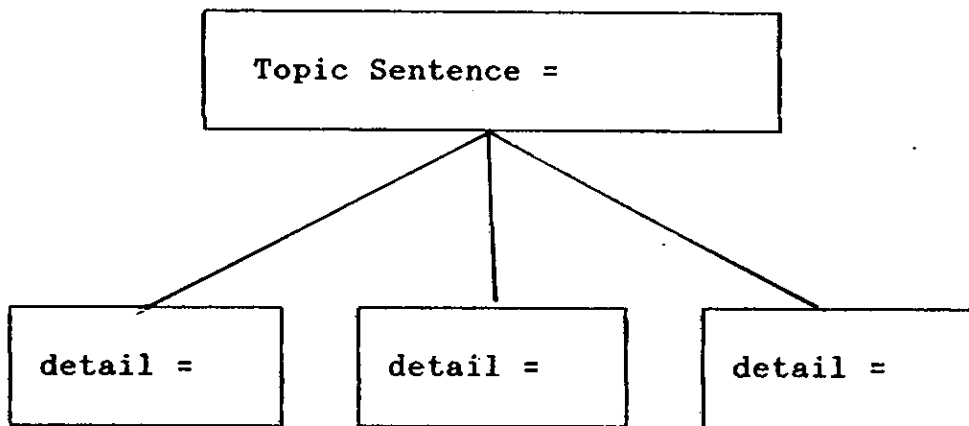 Topic Sentence =
detail =
detail =
detail =